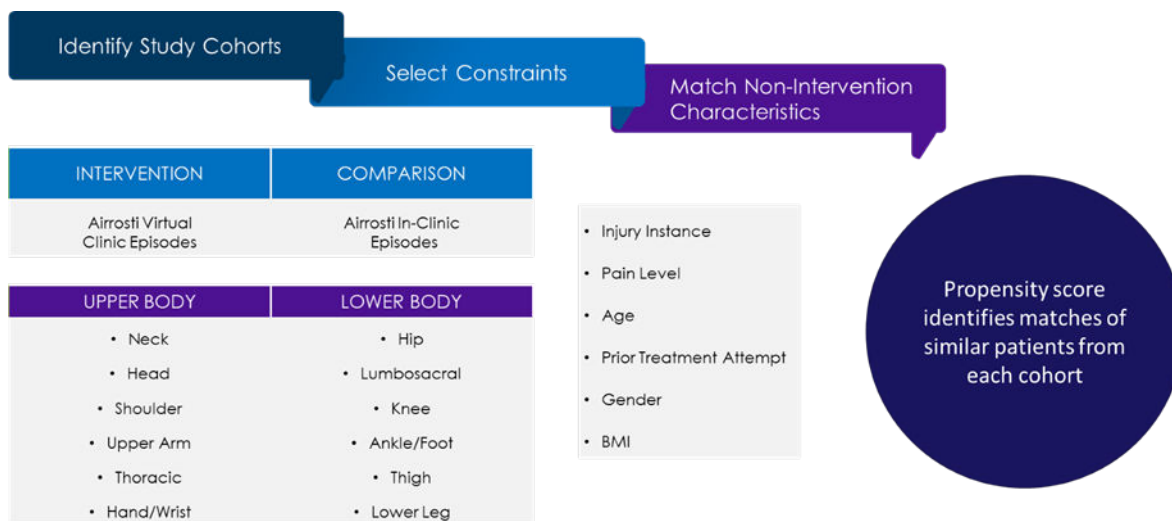 Identify Study Cohorts
Select Constraints
Match Non-Intervention
Characteristics
INTERVENTION
COMPARISON
Airrosti Virtual
Clinic Episodes
Airrosti In-Clinic
Episodes
UPPER BODY
LOWER BODY
• Neck
• Hip
• Head
• Lumbosacral
• Shoulder
• Knee
• Upper Arm
• Ankle/Foot
• Thoracic
• Thigh
• Hand/Wrist
• Lower Leg
• Injury Instance
• Pain Level
• Age
• Prior Treatment Attempt
• Gender
• BMI
Propensity score
identifies matches of
similar patients from
each cohort